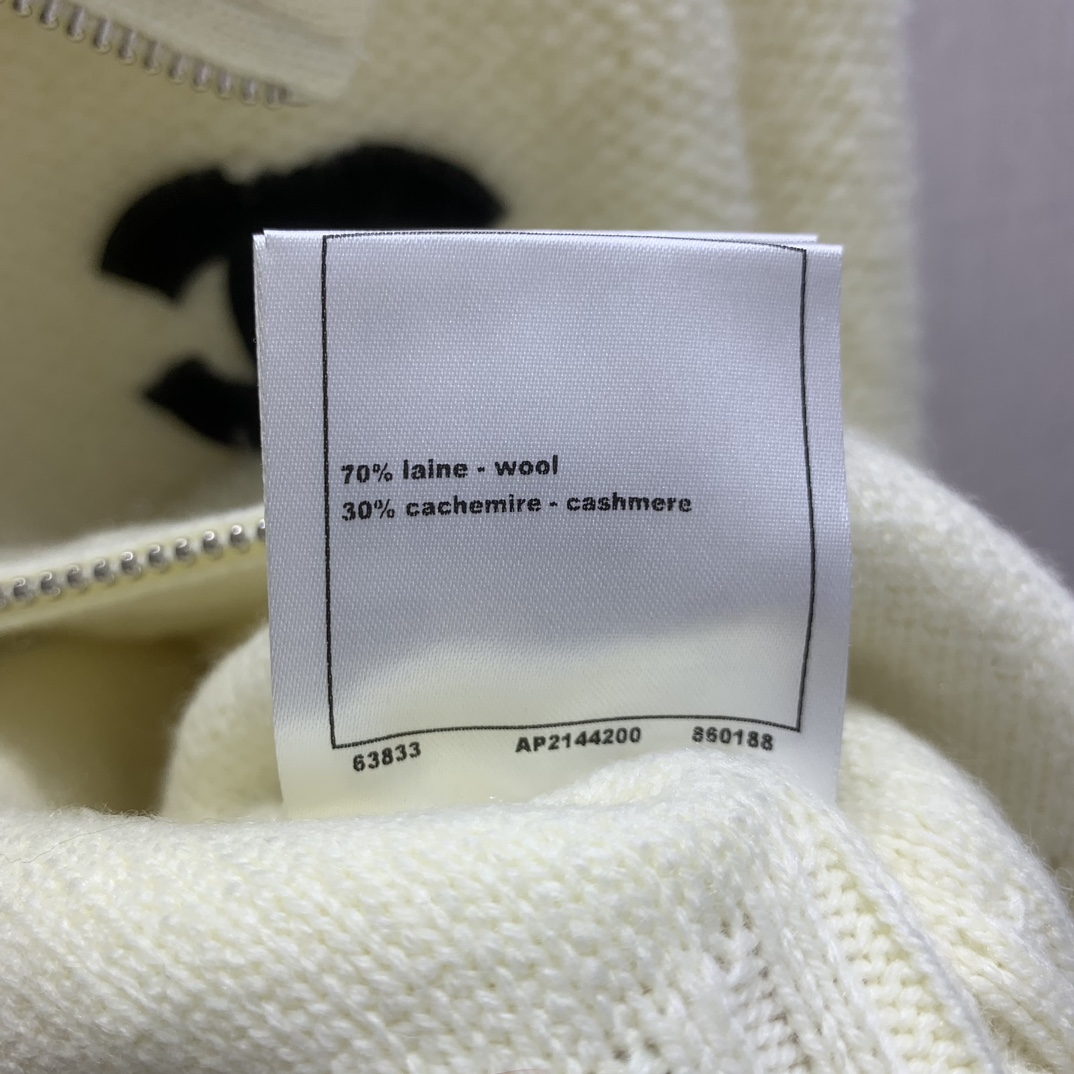 70% laine - wool
30% cachemire - cashmere
63833 AP2144200 860188